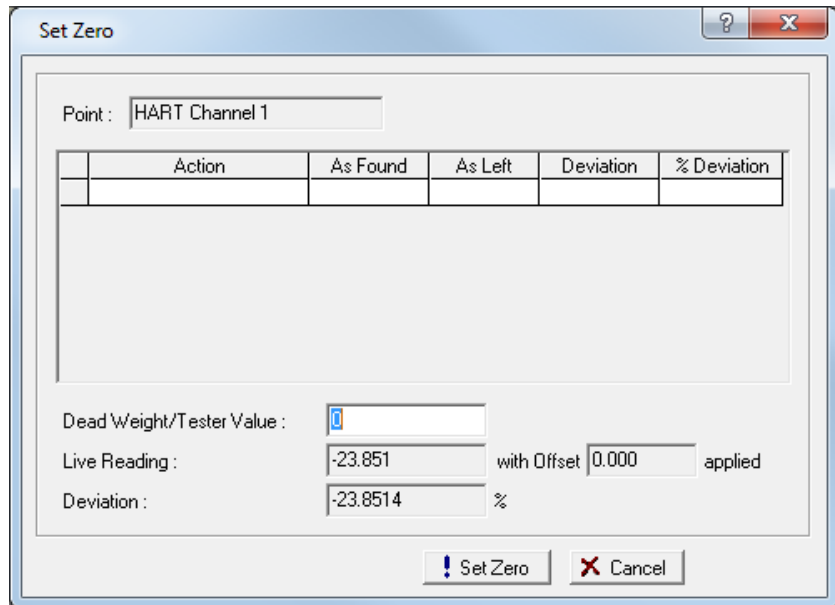 Set Zero
?
Point : HART Channel 1
Action As Found As Left Deviation % Deviation
Dead Weight/Tester Value : 0
Live Reading : -23.851 with Offset 0.000 applied
Deviation : -23.8514 %
! Set Zero X Cancel